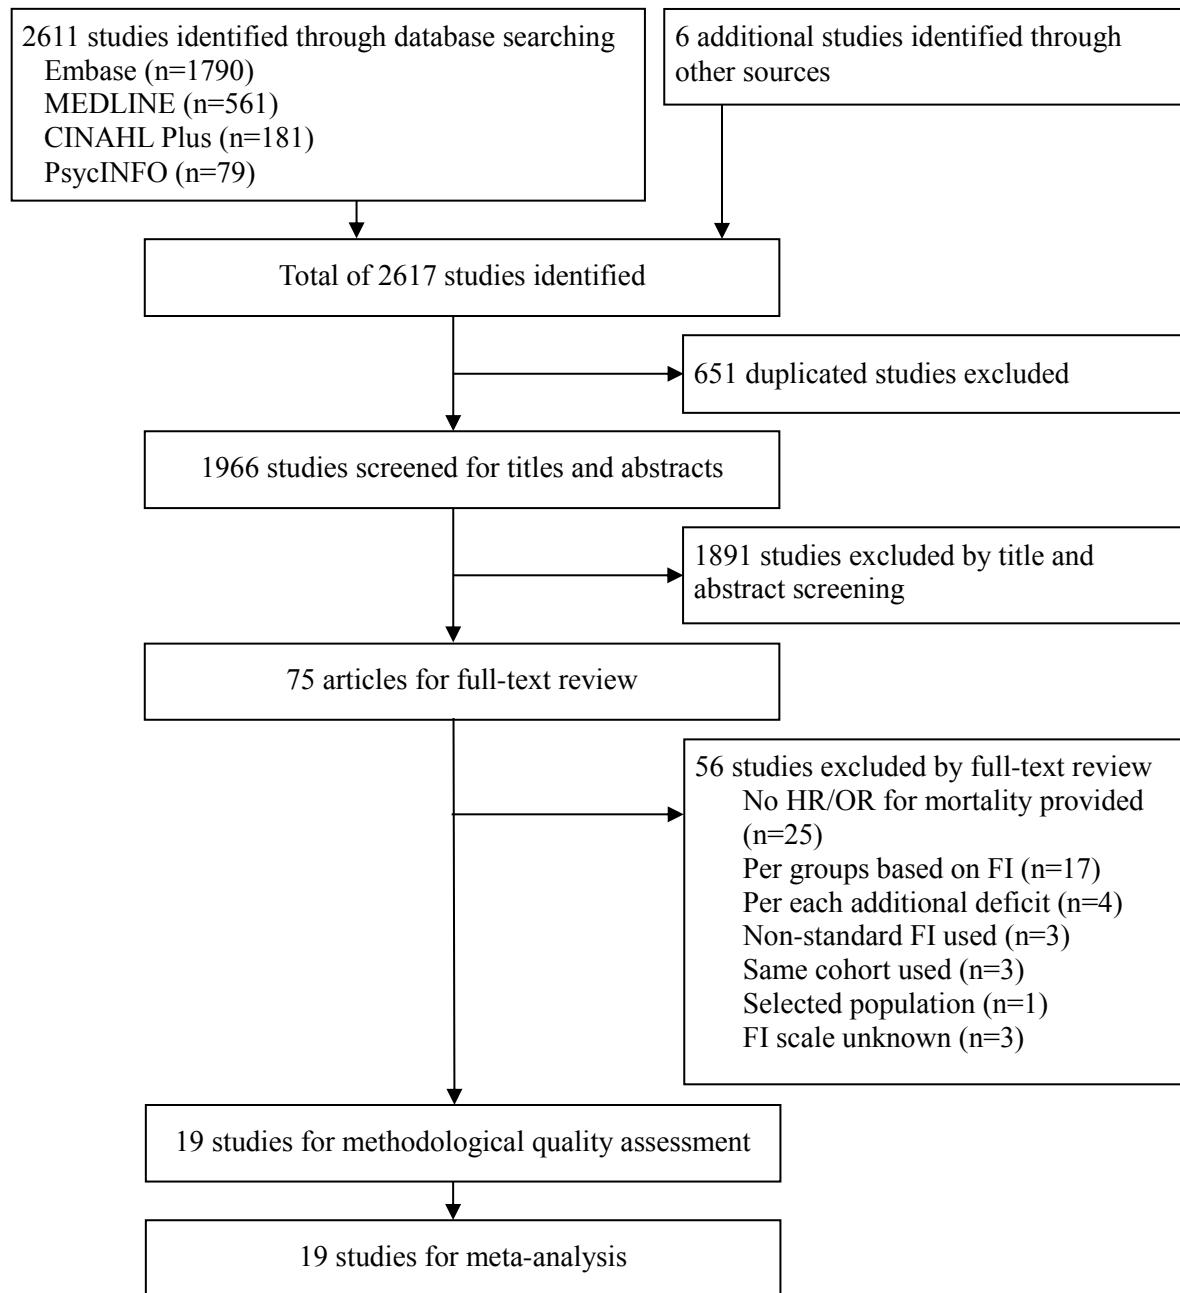 2611 studies identified through database searching
Embase (n=1790)
MEDLINE (n=561)
CINAHL Plus (n=181)
PsycINFO (n=79)
6 additional studies identified through
other sources
Total of 2617 studies identified
651 duplicated studies excluded
1966 studies screened for titles and abstracts
1891 studies excluded by title and
abstract screening
75 articles for full-text review
56 studies excluded by full-text review
No HR/OR for mortality provided
(n=25)
Per groups based on FI (n=17)
Per each additional deficit (n=4)
Non-standard FI used (n=3)
Same cohort used (n=3)
Selected population (n=1)
FI scale unknown (n=3)
19 studies for methodological quality assessment
19 studies for meta-analysis